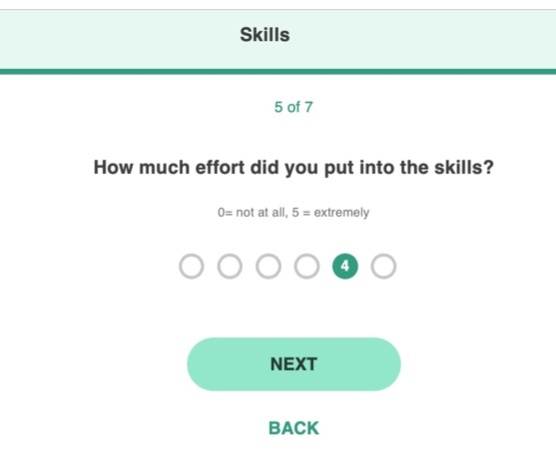 Skills
5 of 7
How much effort did you put into the skills?
0= not at all, 5 = extremely
4
NEXT
BACK